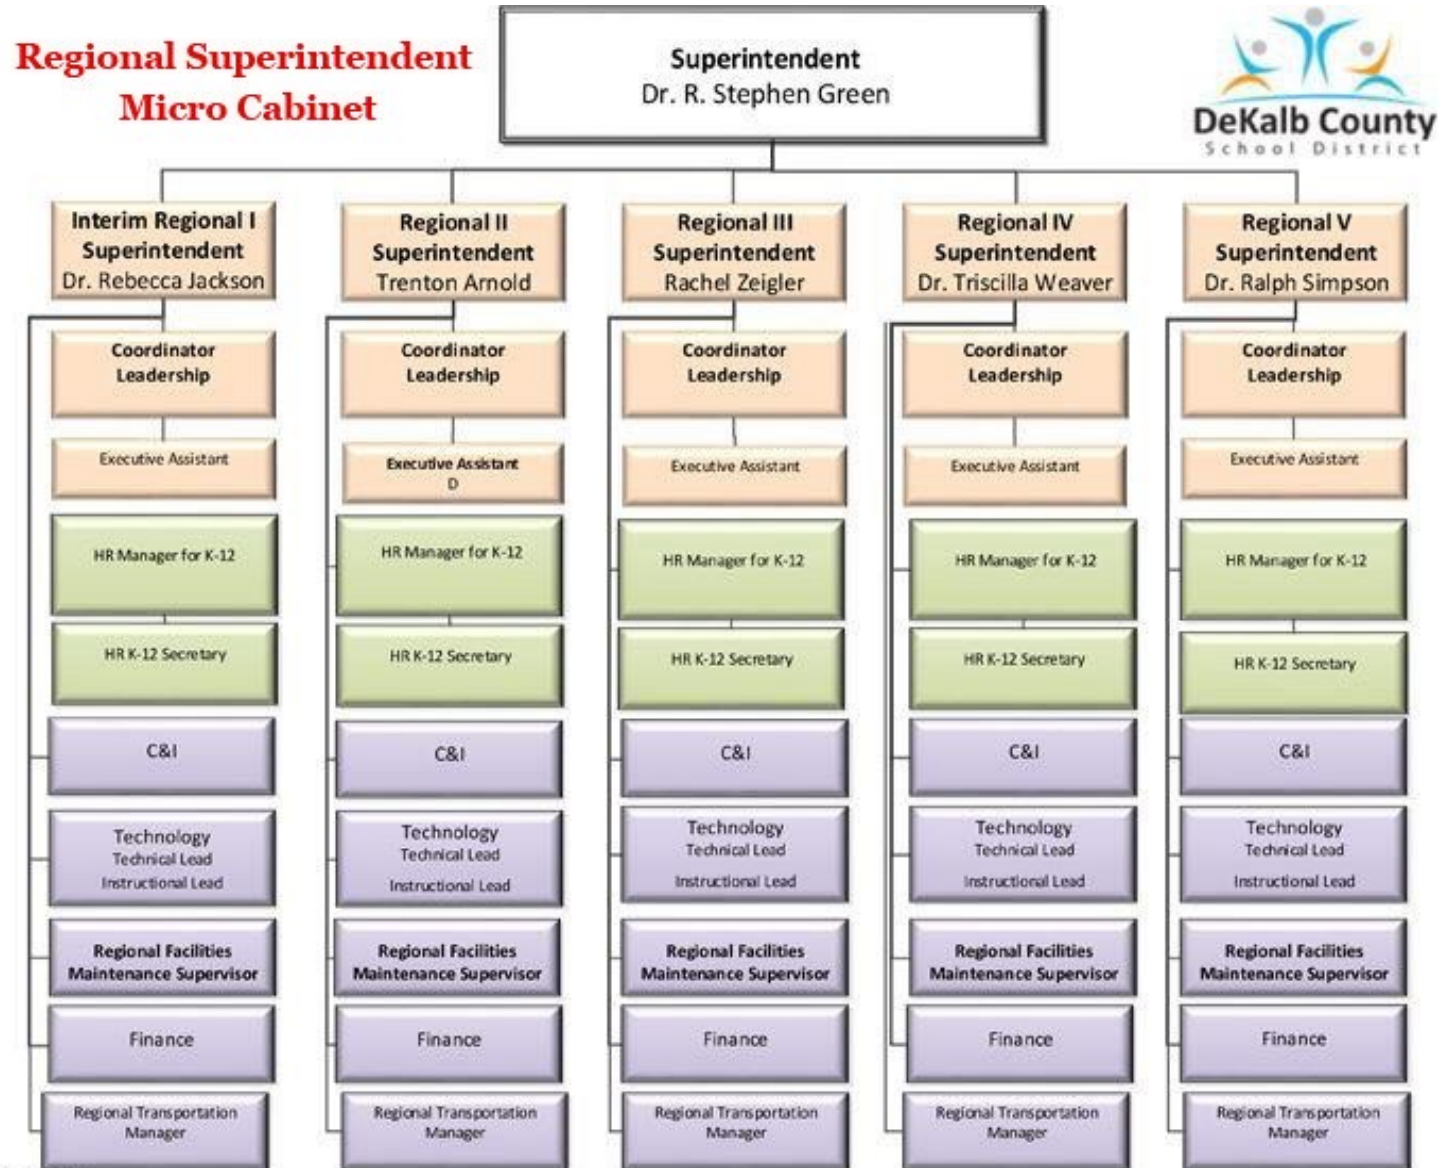 Regional Superintendent
Micro Cabinet
Superintendent
Dr. R. Stephen Green
DeKalb County
School District
Interim Regional I
Superintendent
Dr. Rebecca Jackson
Coordinator
Leadership
Executive Assistant
HR Manager for K-12
HR K-12 Secretary
C&I
Technology
Technical Lead
Instructional Lead
Regional Facilities
Maintenance Supervisor
Finance
Regional Transportation
Manager
Regional II
Superintendent
Trenton Arnold
Coordinator
Leadership
Executive Assistant
D
HR Manager for K-12
HR K-12 Secretary
C&I
Technology
Technical Lead
Instructional Lead
Regional Facilities
Maintenance Supervisor
Finance
Regional Transportation
Manager
Regional III
Superintendent
Rachel Zeigler
Coordinator
Leadership
Executive Assistant
HR Manager for K-12
HR K-12 Secretary
C&I
Technology
Technical Lead
Instructional Lead
Regional Facilities
Maintenance Supervisor
Finance
Regional Transportation
Manager
Regional IV
Superintendent
Dr. Triscilla Weaver
Coordinator
Leadership
Executive Assistant
HR Manager for K-12
HR K-12 Secretary
C&I
Technology
Technical Lead
Instructional Lead
Regional Facilities
Maintenance Supervisor
Finance
Regional Transportation
Manager
Regional V
Superintendent
Dr. Ralph Simpson
Coordinator
Leadership
Executive Assistant
HR Manager for K-12
HR K-12 Secretary
C&I
Technology
Technical Lead
Instructional Lead
Regional Facilities
Maintenance Supervisor
Finance
Regional Transportation
Manager